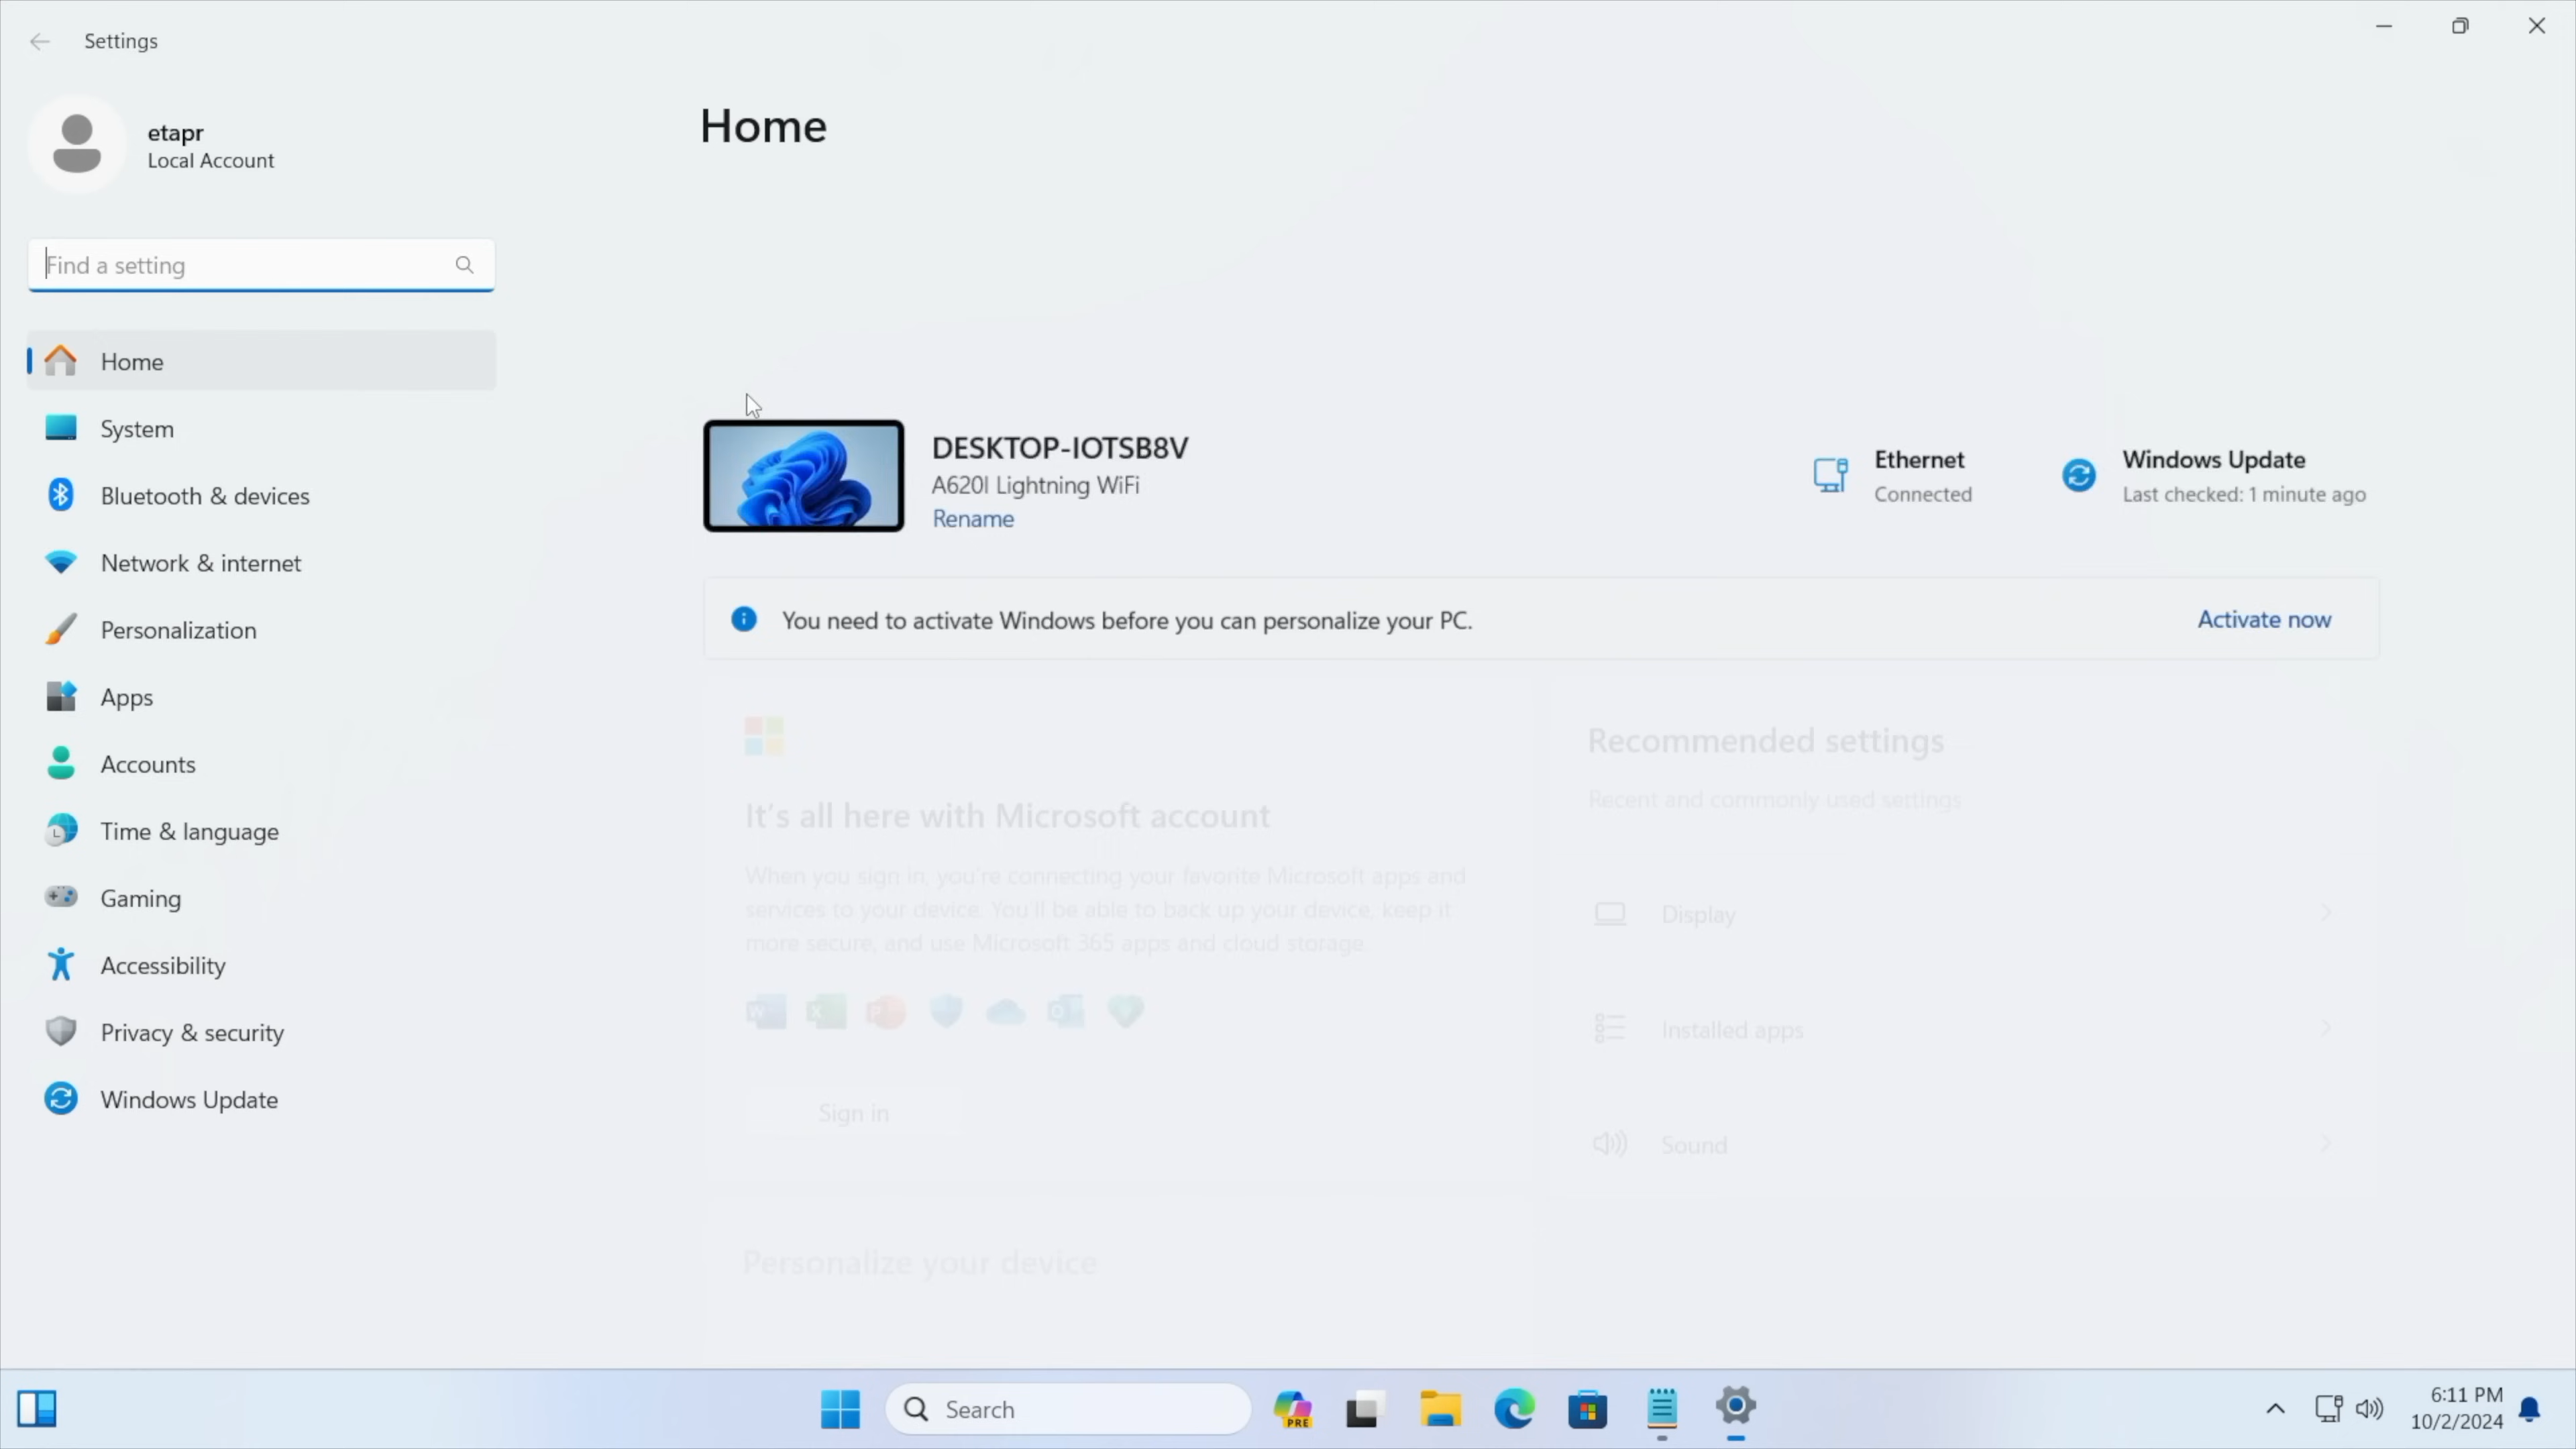 Settings
etapr
Local Account
Find a setting
Home
System
Bluetooth & devices
Network & internet
Personalization
Apps
Accounts
Time & language
Gaming
Accessibility
Privacy & security
Windows Update
Home
DESKTOP-IOTSB8V
A620I Lightning WiFi
Rename
Ethernet
Connected
Windows Update
Last checked: 1 minute ago
You need to activate Windows before you can personalize your PC.
Activate now
It's all here with Microsoft account
When you sign in, you're connecting your favorite Microsoft apps and
services to your device. You'll be able to back up your device, keep it
more secure, and use Microsoft 365 apps and cloud storage.
Sign in
Personalize your device
Recommended settings
Recent and commonly used settings
Display
Installed apps
Sound
Search
PRE
6:11 PM
10/2/2024